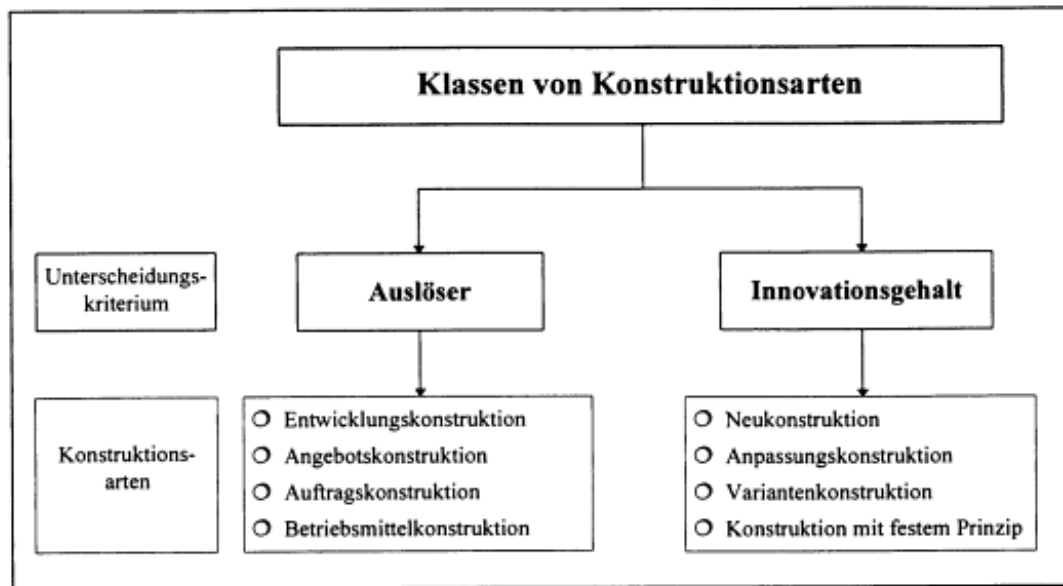 Klassen von Konstruktionsarten
Unterscheidungs-
kriterium
Auslöser
Innovationsgehalt
Konstruktions-
arten
Entwicklungskonstruktion
Angebotskonstruktion
Auftragskonstruktion
Betriebsmittelkonstruktion
Neukonstruktion
Anpassungskonstruktion
Variantenkonstruktion
Konstruktion mit festem Prinzip